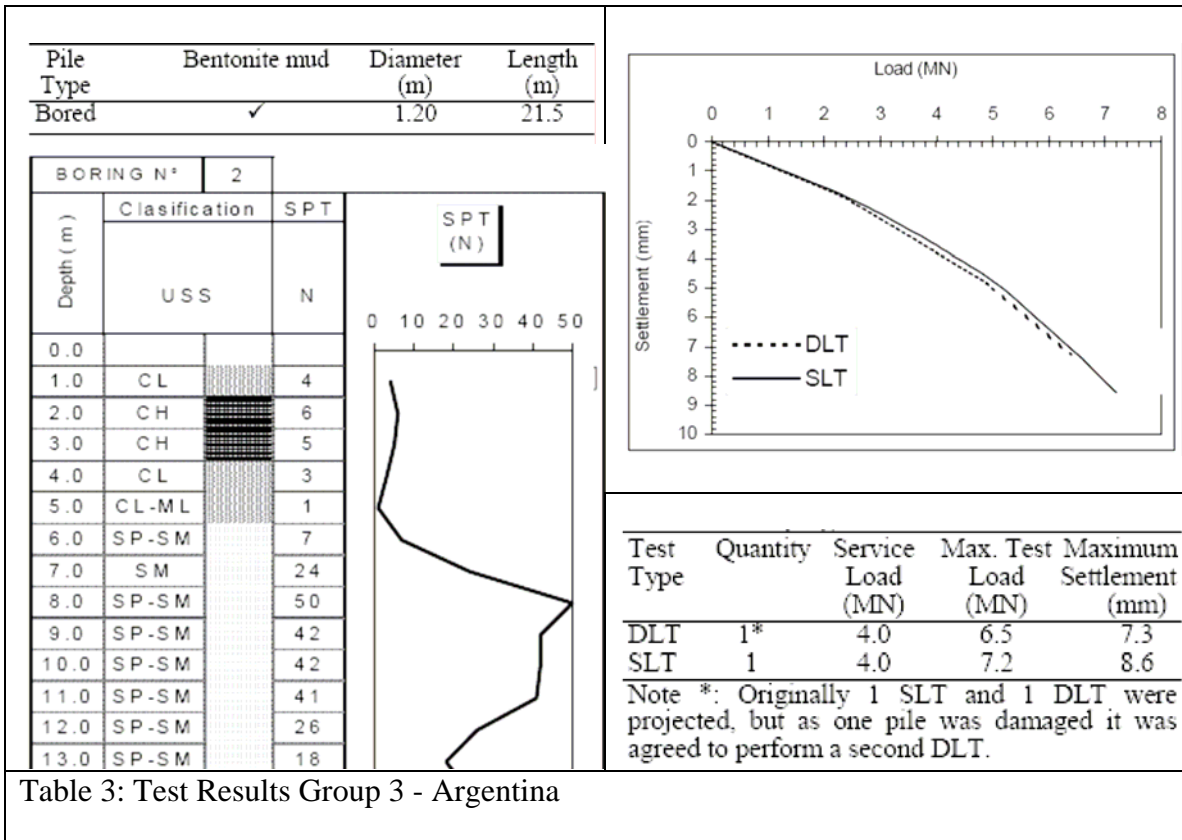 Pile Type Bentonite mud Diameter (m) Length (m)
Bored ✓ 1.20 21.5
BORING N° 2
Depth (m) Clasification SPT
USS N
0.0
1.0 CL 4
2.0 CH 6
3.0 CH 5
4.0 CL 3
5.0 CL-ML 1
6.0 SP-SM 7
7.0 SM 24
8.0 SP-SM 50
9.0 SP-SM 42
10.0 SP-SM 42
11.0 SP-SM 41
12.0 SP-SM 26
13.0 SP-SM 18
SPT
(N)
0 10 20 30 40 50
Load (MN)
0 1 2 3 4 5 6 7 8
Settlement (mm)
0
1
2
3
4
5
6
7
8
9
10
DLT
SLT
Test Type Quantity Service Load (MN) Max. Test Load (MN) Maximum Settlement (mm)
DLT 1* 4.0 6.5 7.3
SLT 1 4.0 7.2 8.6
Note *: Originally 1 SLT and 1 DLT were
projected, but as one pile was damaged it was
agreed to perform a second DLT.
Table 3: Test Results Group 3 - Argentina